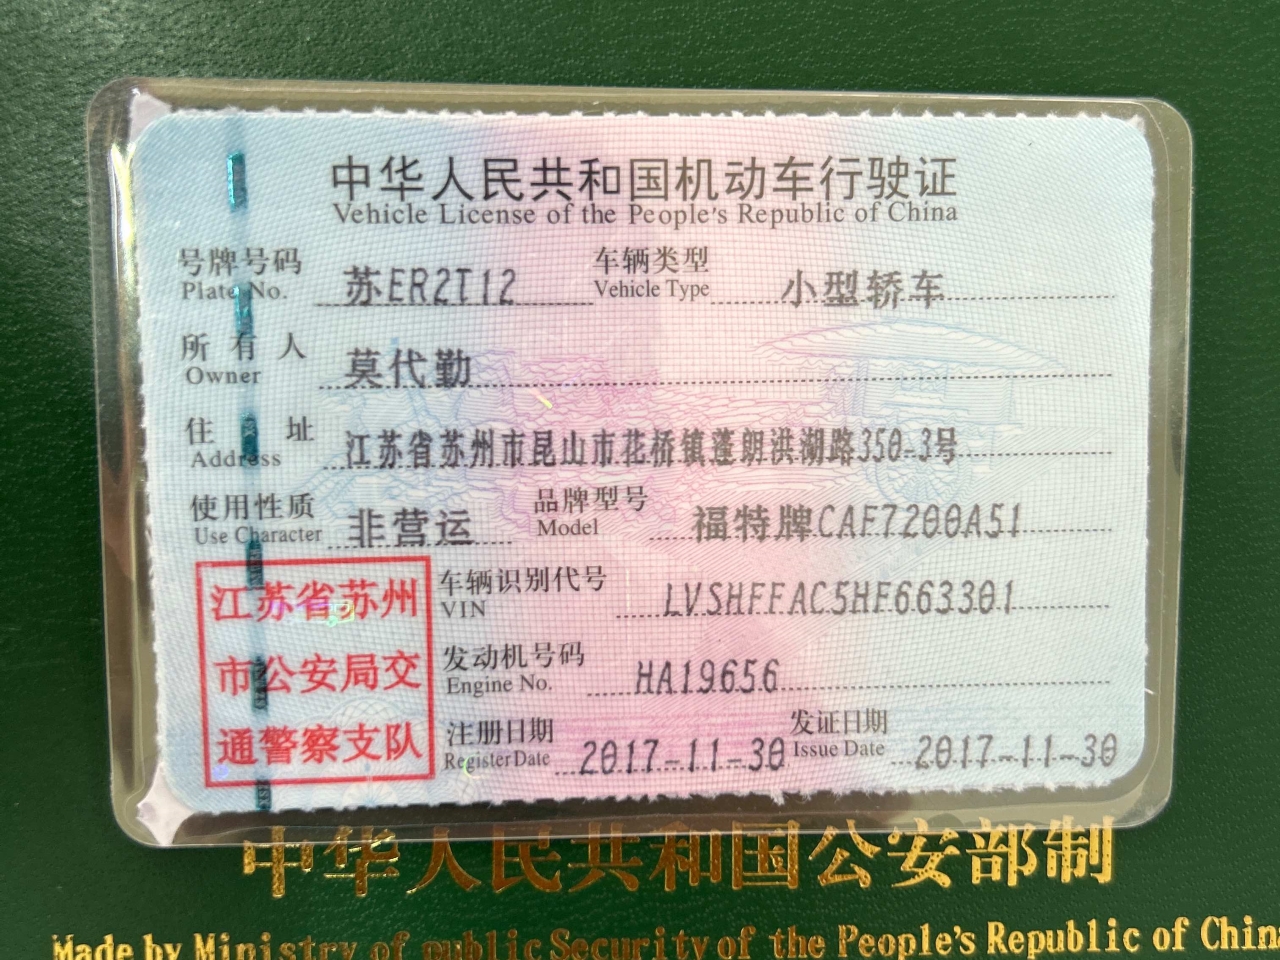 中华人民共和国机动车行驶证
Vehicle License of the People's Republic of China
号牌号码 苏ER2T12 车辆类型 小型轿车
Plate No. Vehicle Type
所有人 莫代勤
Owner
住址 江苏省苏州市昆山市花桥镇蓬朗洪湖路350-3号
Address
使用性质 非营运 品牌型号 福特牌CAF7200A51
Use Character Model
江苏省苏州
市公安局交
通警察支队
车辆识别代号 LVSHFFAC5HF663301
VIN
发动机号码 HA19656
Engine No.
注册日期 2017-11-30 发证日期 2017-11-30
Register Date Issue Date
中华人民共和国公安部制
Made by Ministry of public Security of the People's Republic of China